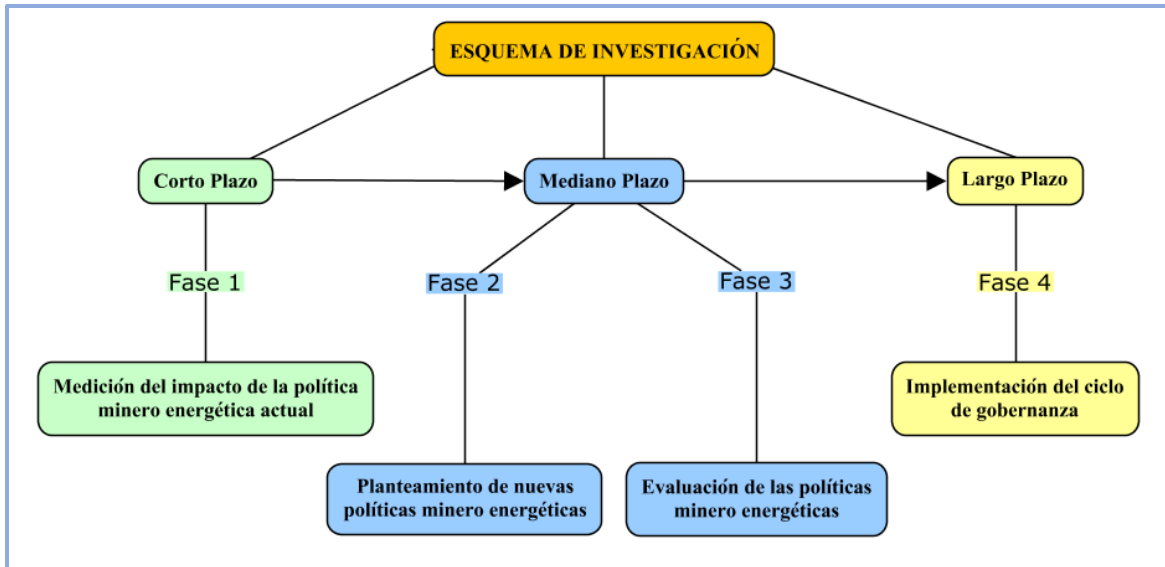 ESQUEMA DE INVESTIGACIÓN
Corto Plazo
Mediano Plazo
Largo Plazo
Fase 1
Fase 2
Fase 3
Fase 4
Medición del impacto de la política
minero energética actual
Implementación del ciclo
de gobernanza
Planteamiento de nuevas
políticas minero energéticas
Evaluación de las políticas
minero energéticas